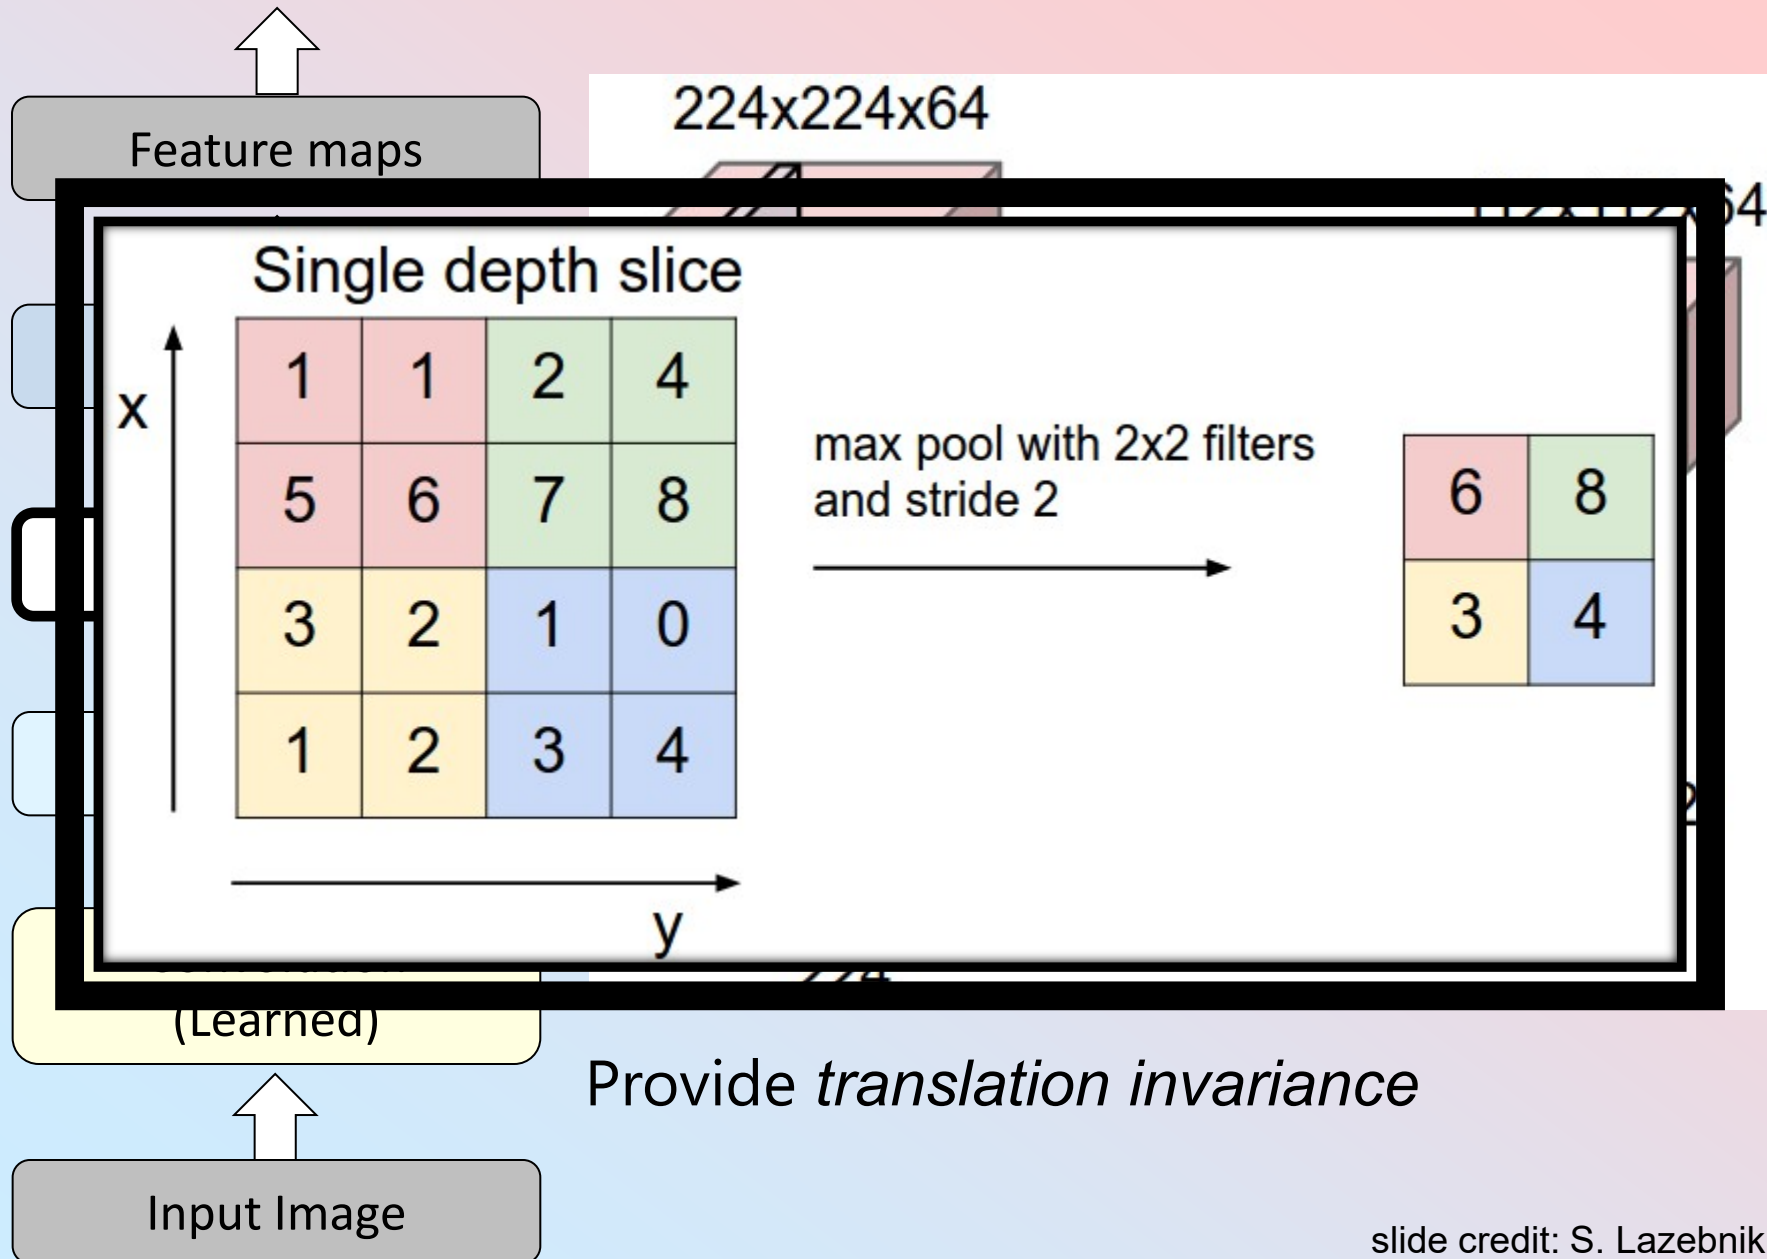 Feature maps
224x224x64
Single depth slice
x
1 1 2 4
5 6 7 8
3 2 1 0
1 2 3 4
y
max pool with 2x2 filters
and stride 2
6 8
3 4
(Learned)
Provide translation invariance
Input Image
slide credit: S. Lazebnik